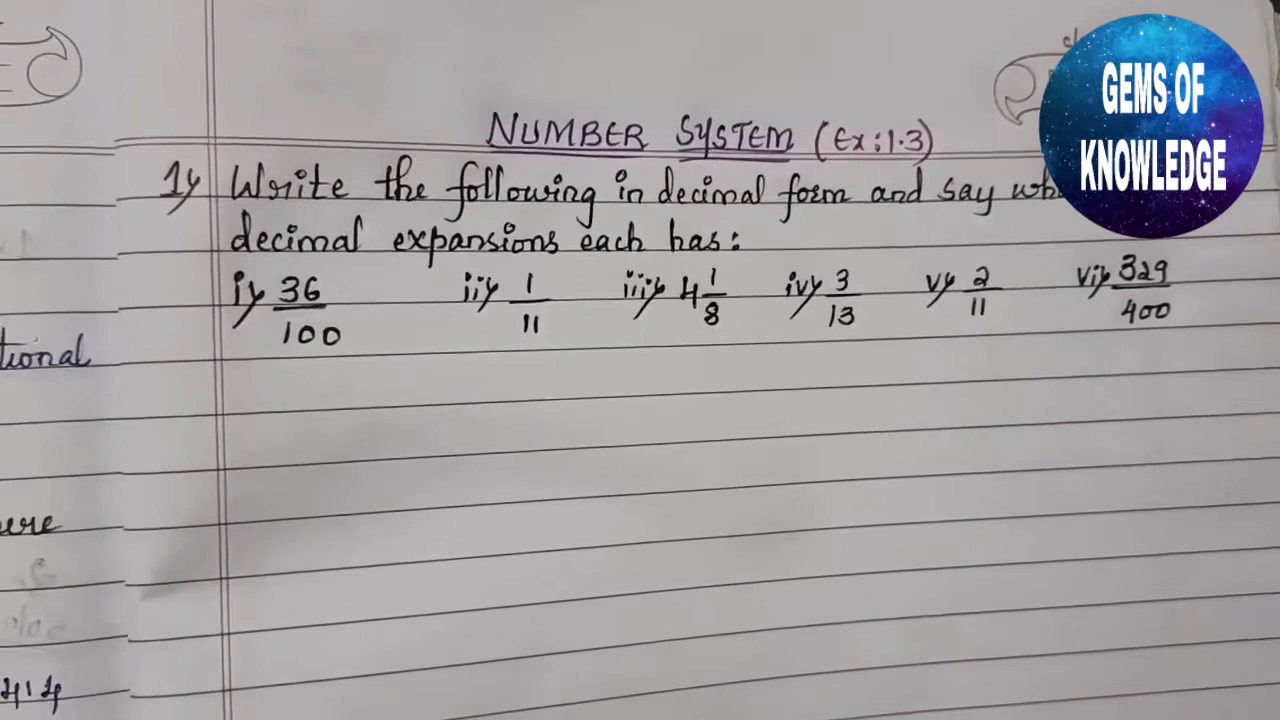 GEMS OF
KNOWLEDGE
NUMBER SYSTEM (Ex:1.3)
1) Write the following in decimal form and say
decimal expansions each has:
i) 36/100 ii) 1/11 iii) 4 1/8 iv) 3/13 v) 2/11 vi) 329/400
tional
ere
414